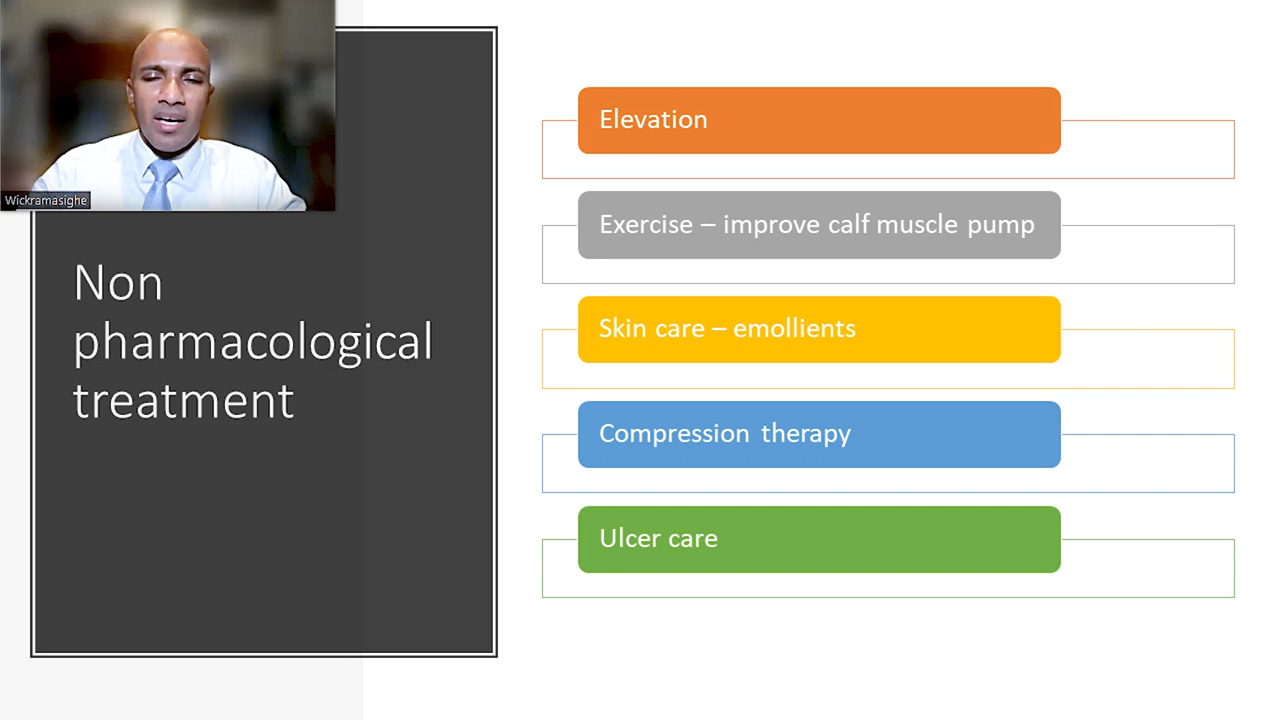 Wickramasighe
Non
pharmacological
treatment
Elevation
Exercise – improve calf muscle pump
Skin care – emollients
Compression therapy
Ulcer care